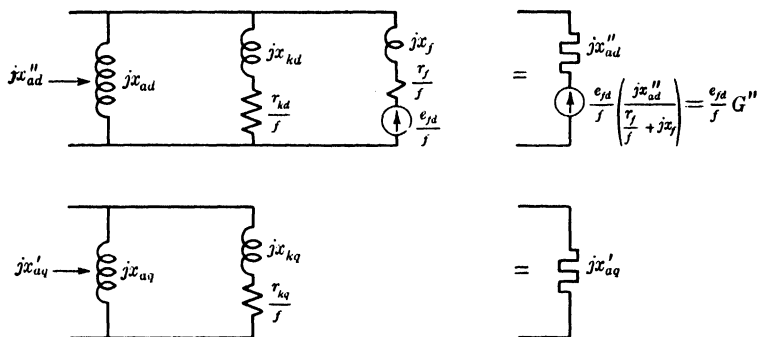 jx''ad
jxad
jxkd
rkd/f
jxf
rf/f
efd/f
=
jx''ad
efd/f (jx''ad / (rf/f + jxf)) = efd/f G''
jx'aq
jxaq
jxkq
rkq/f
=
jx'aq